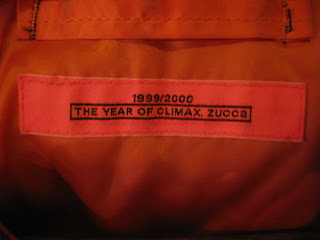 1999/2000
THE YEAR OF CLIMAX. ZUCCa